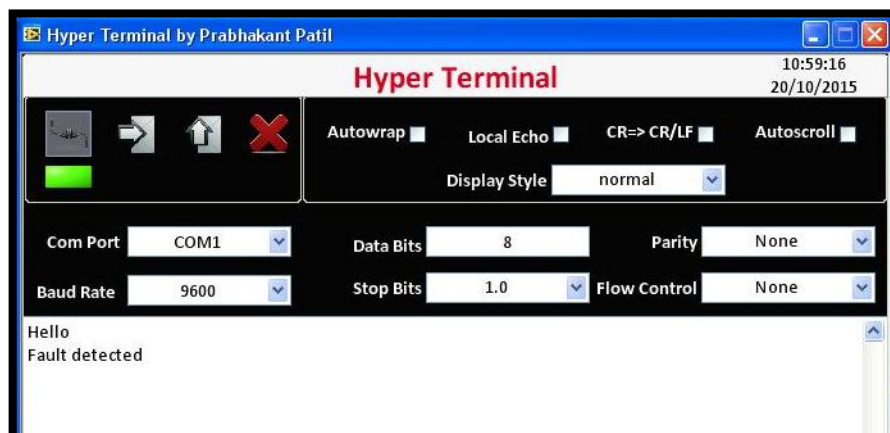 Hyper Terminal by Prabhakant Patil
Hyper Terminal
10:59:16
20/10/2015
Autowrap
Local Echo
CR=> CR/LF
Autoscroll
Display Style normal
Com Port COM1
Data Bits 8
Parity None
Baud Rate 9600
Stop Bits 1.0
Flow Control None
Hello
Fault detected